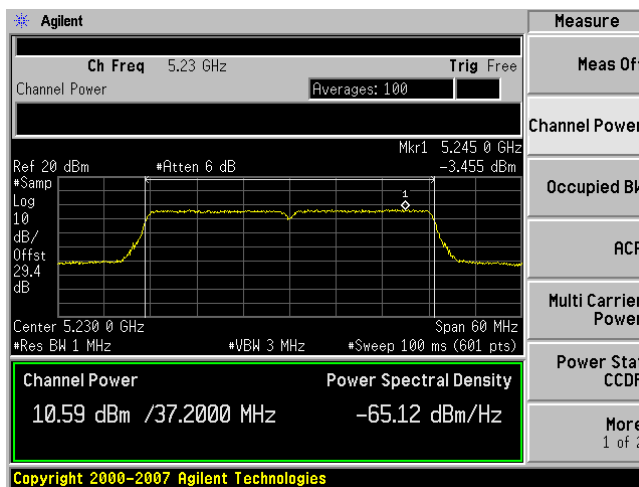 Agilent
Measure
Ch Freq 5.23 GHz Trig Free
Channel Power Averages: 100
Mkr1 5.245 0 GHz
Ref 20 dBm #Atten 6 dB -3.455 dBm
#Samp
Log
10
dB/
Offst
29.4
dB
1
Center 5.230 0 GHz Span 60 MHz
#Res BW 1 MHz #VBW 3 MHz #Sweep 100 ms (601 pts)
Channel Power Power Spectral Density
10.59 dBm /37.2000 MHz -65.12 dBm/Hz
Copyright 2000-2007 Agilent Technologies
Meas Of
Channel Power
Occupied B
ACP
Multi Carrier
Power
Power Sta
CCDF
More
1 of 2